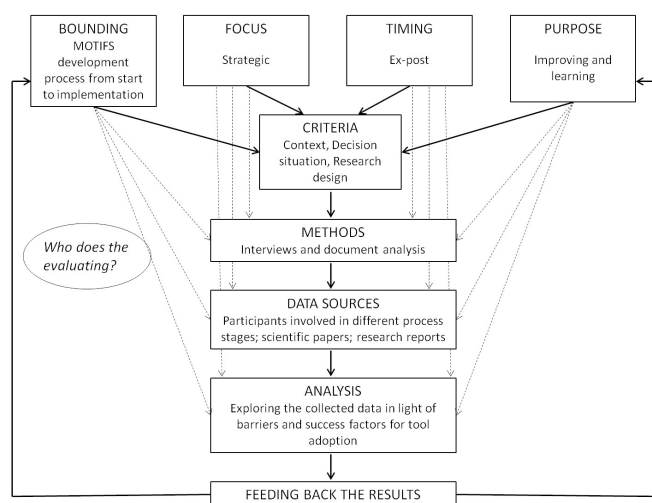 BOUNDING
MOTIFS
development
process from start
to implementation
FOCUS
Strategic
TIMING
Ex-post
PURPOSE
Improving and
learning
CRITERIA
Context, Decision
situation, Research
design
METHODS
Interviews and document analysis
Who does the
evaluating?
DATA SOURCES
Participants involved in different process
stages; scientific papers; research reports
ANALYSIS
Exploring the collected data in light of
barriers and success factors for tool
adoption
FEEDING BACK THE RESULTS